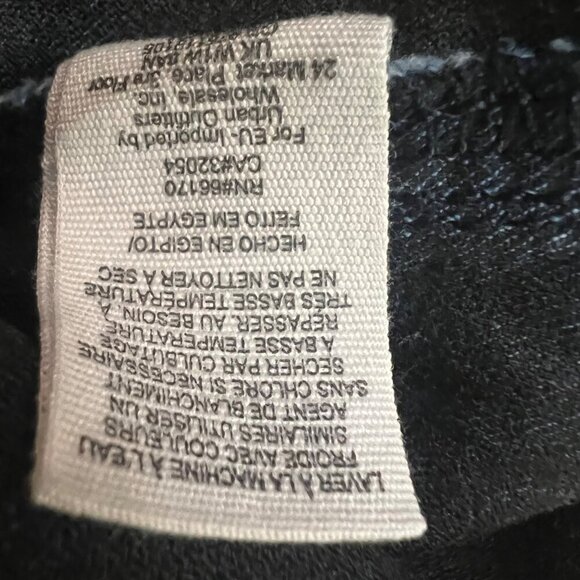 LAVER À LA MACHINE À L'EAU
FROIDE AVEC COULEURS
SIMILAIRES UTILISER UN
AGENT DE BLANCHIMENT
SANS CHLORE SI NECESSAIRE
SECHER PAR CULBUTAGE
A BASSE TEMPERATURE
REPASSER AU BESOIN À
TRÈS BASSE TEMPERATURE
NE PAS NETTOYER A SEC
HECHO EN EGIPTO/
FEITO EM EGYPTE
RN#66170
CA#32054
For EU- Imported by
Urban Outfitters
Wholesale, Inc.
24 Market Place 3rd Floor
UK W1W 8AN